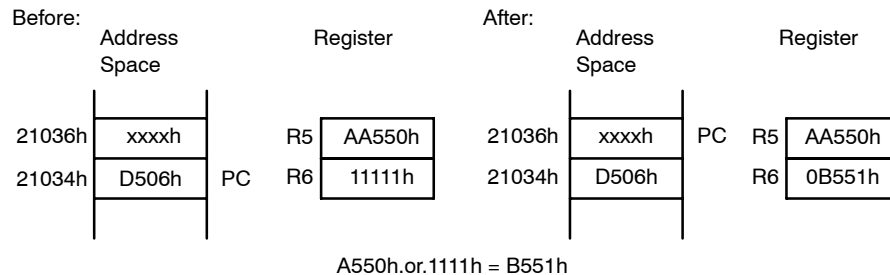 Before:
Address Space
Register
21036h xxxxh R5 AA550h
21034h D506h PC R6 11111h
After:
Address Space
Register
21036h xxxxh PC R5 AA550h
21034h D506h R6 0B551h
A550h.or.1111h = B551h